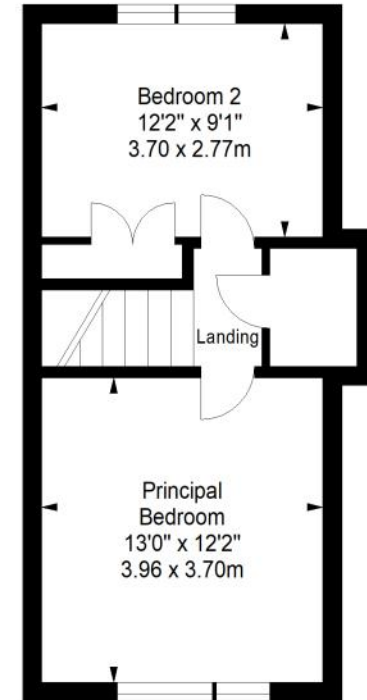 Bedroom 2
12'2" x 9'1"
3.70 x 2.77m
Landing
Principal
Bedroom
13'0" x 12'2"
3.96 x 3.70m